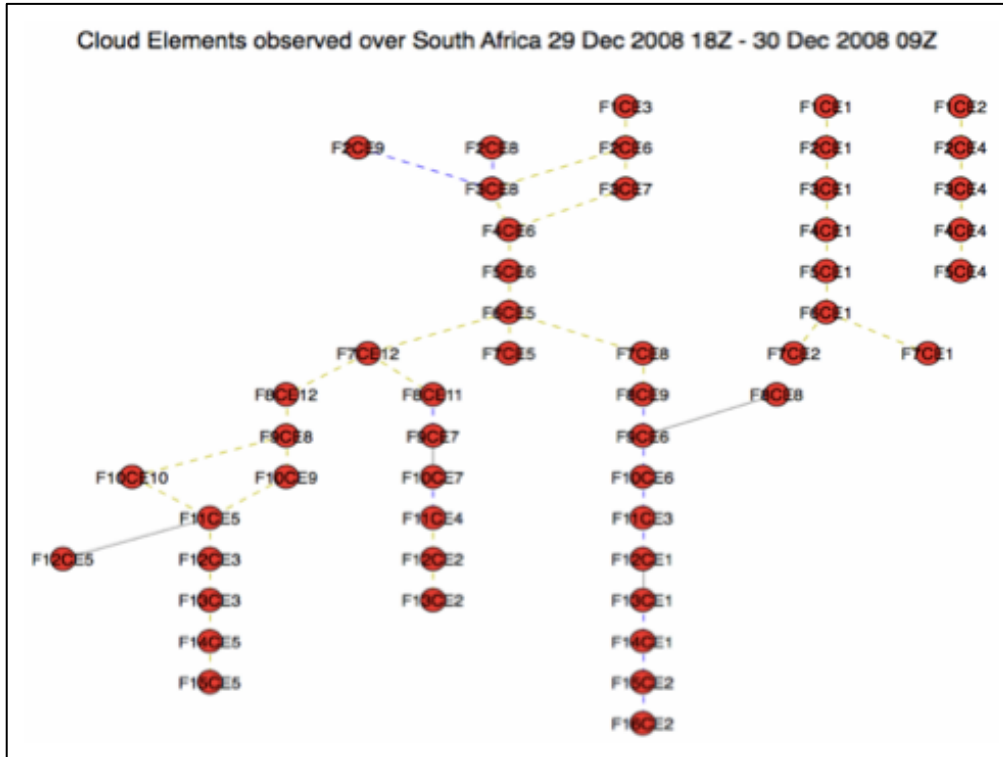 Cloud Elements observed over South Africa 29 Dec 2008 18Z - 30 Dec 2008 09Z
F1CE3 F1CE1 F1CE2
F2CE9 F2CE8 F2CE6 F2CE1 F2CE4
F3CE8 F3CE7 F3CE1 F3CE4
F4CE6 F4CE1 F4CE4
F5CE6 F5CE1 F5CE4
F6CE5 F6CE1
F7CE12 F7CE5 F7CE8 F7CE2 F7CE1
F8CE12 F8CE11 F8CE9 F8CE8
F9CE8 F9CE7 F9CE6
F10CE10 F10CE9 F10CE7 F10CE6
F11CE5 F11CE4 F11CE3
F12CE5 F12CE3 F12CE2 F12CE1
F13CE3 F13CE2 F13CE1
F14CE5 F14CE1
F15CE5 F15CE2
F16CE2